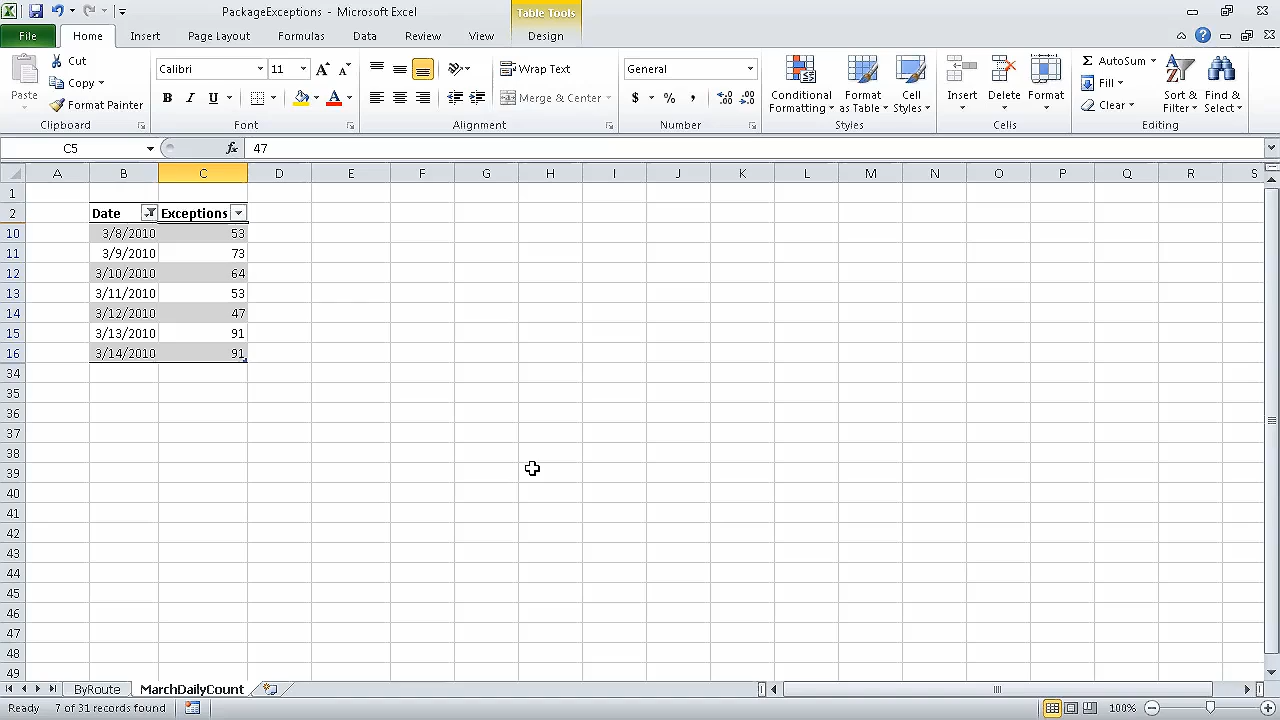 PackageExceptions - Microsoft Excel
Table Tools
File Home Insert Page Layout Formulas Data Review View Design
Paste
Cut
Copy
Format Painter
Clipboard
Calibri 11
B I U
Font
Wrap Text
Merge & Center
Alignment
General
$ % ,
Number
Conditional Formatting
Format as Table
Cell Styles
Styles
Insert Delete Format
Cells
AutoSum
Fill
Clear
Sort & Filter
Find & Select
Editing
C5 fx 47
A B C D E F G H I J K L M N O P Q R S
1
2 Date Exceptions
10 3/8/2010 53
11 3/9/2010 73
12 3/10/2010 64
13 3/11/2010 53
14 3/12/2010 47
15 3/13/2010 91
16 3/14/2010 91
34
35
36
37
38
39
40
41
42
43
44
45
46
47
48
49
ByRoute MarchDailyCount
Ready 7 of 31 records found 100%